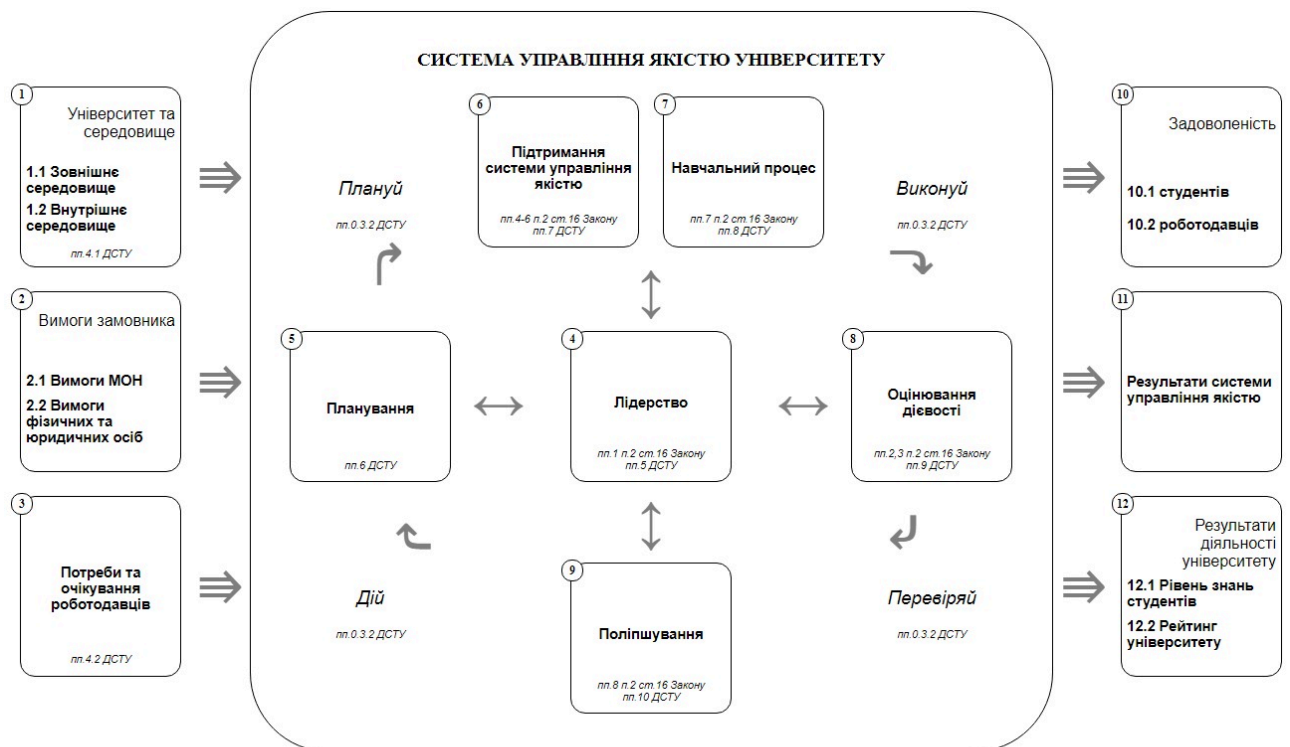 СИСТЕМА УПРАВЛІННЯ ЯКІСТЮ УНІВЕРСИТЕТУ
1
Університет та
середовище
1.1 Зовнішнє
середовище
1.2 Внутрішнє
середовище
пп.4.1 ДСТУ
2
Вимоги замовника
2.1 Вимоги МОН
2.2 Вимоги
фізичних та
юридичних осіб
3
Потреби та
очікування
роботодавців
пп.4.2 ДСТУ
Плануй
пп.0.3.2 ДСТУ
6
Підтримання
системи управління
якістю
пп.4-6 п.2 ст.16 Закону
пп.7 ДСТУ
7
Навчальний процес
пп.7 п.2 ст.16 Закону
пп.8 ДСТУ
Виконуй
пп.0.3.2 ДСТУ
5
Планування
пп.6 ДСТУ
4
Лідерство
пп.1 п.2 ст.16 Закону
пп.5 ДСТУ
8
Оцінювання
дієвості
пп.2,3 п.2 ст.16 Закону
пп.9 ДСТУ
Дій
пп.0.3.2 ДСТУ
9
Поліпшування
пп.8 п.2 ст.16 Закону
пп.10 ДСТУ
Перевіряй
пп.0.3.2 ДСТУ
10
Задоволеність
10.1 студентів
10.2 роботодавців
11
Результати системи
управління якістю
12
Результати
діяльності
університету
12.1 Рівень знань
студентів
12.2 Рейтинг
університету